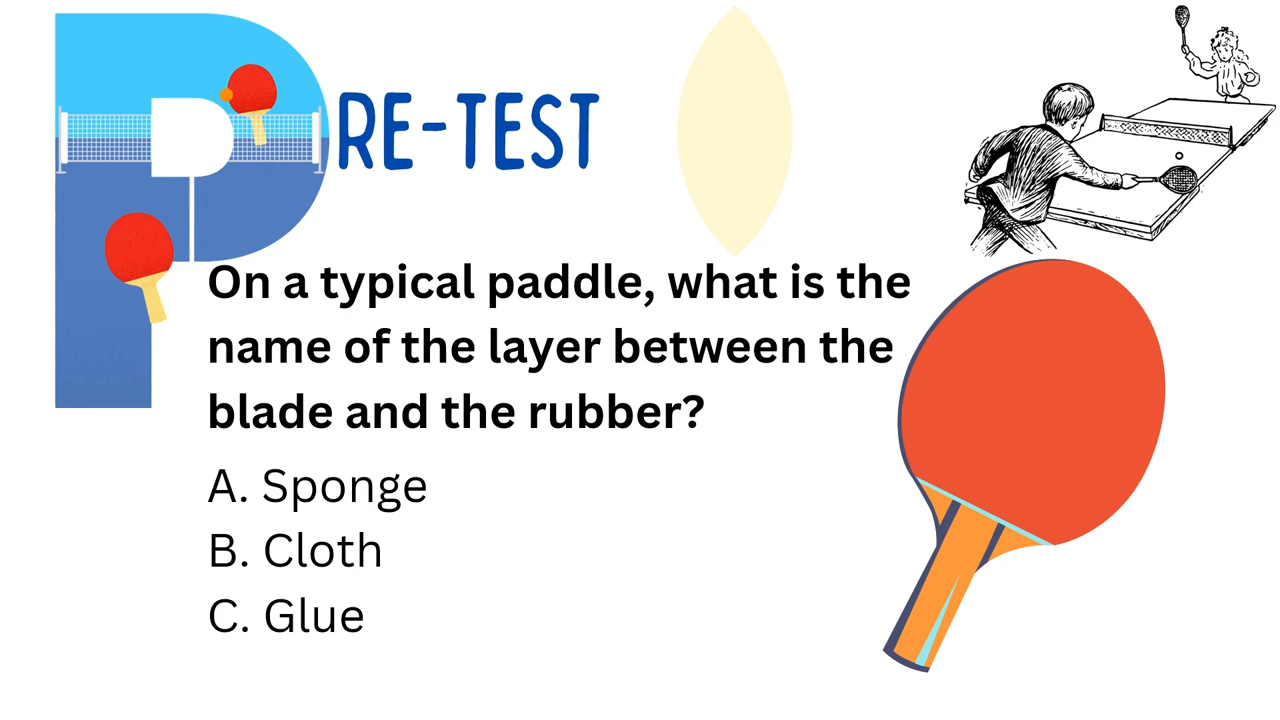 PRE-TEST
On a typical paddle, what is the
name of the layer between the
blade and the rubber?
A. Sponge
B. Cloth
C. Glue